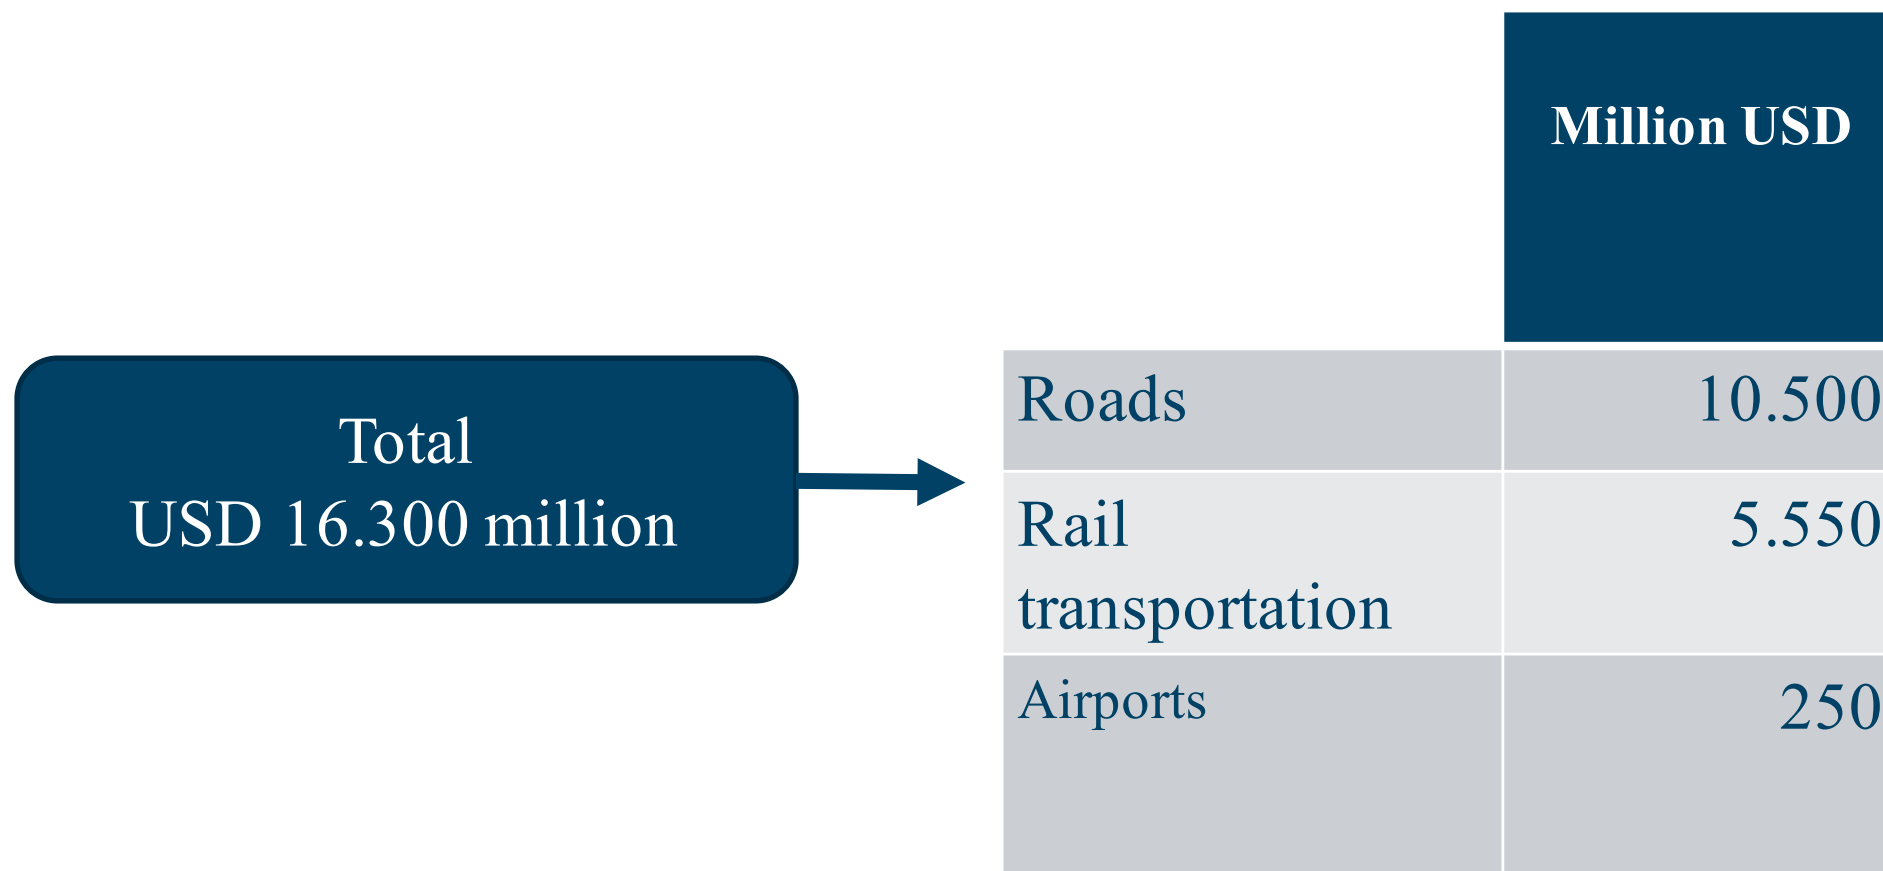 Million USD
Total
USD 16.300 million
Roads 10.500
Rail 5.550
transportation
Airports 250